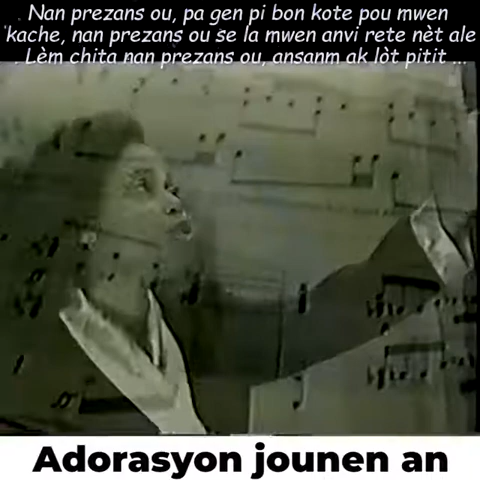 Nan prezans ou, pa gen pi bon kote pou mwen
kache, nan prezans ou se la mwen anvi rete nèt ale
. Lèm chita nan prezans ou, ansanm ak lòt pitit ...
Adorasyon jounen an